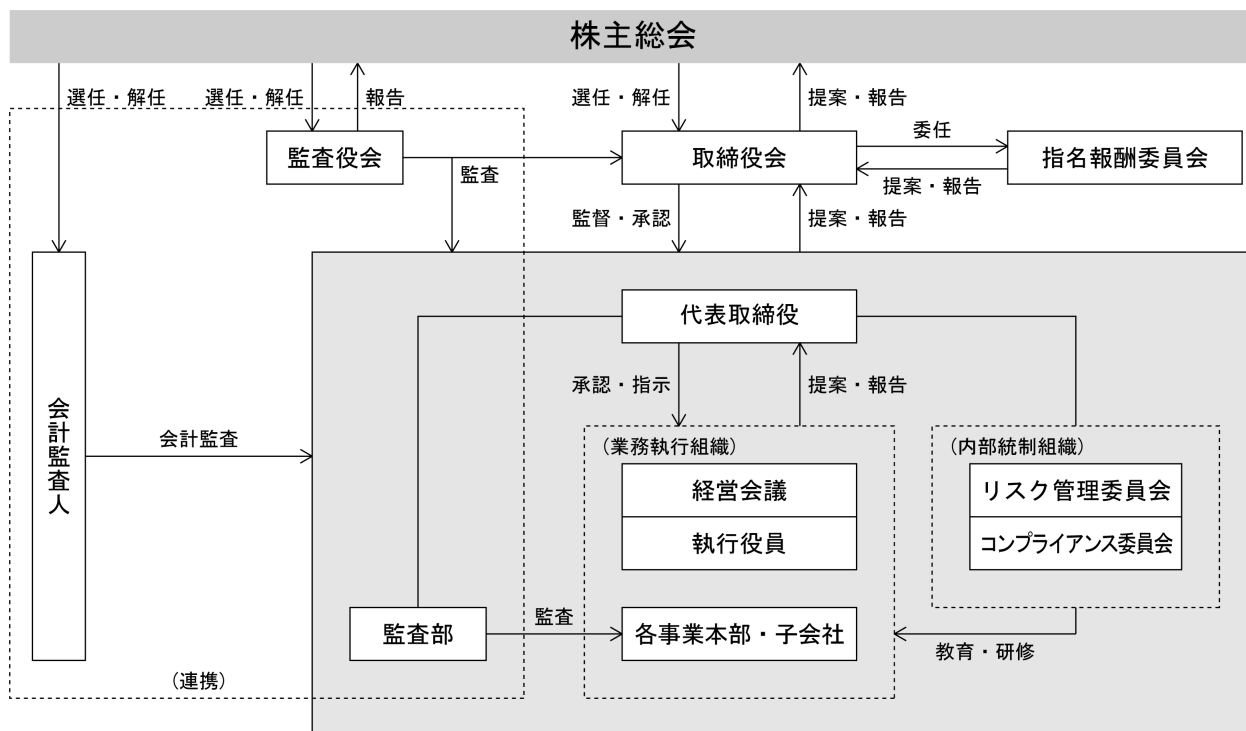 株主総会
選任・解任
選任・解任
報告
選任・解任
提案・報告
監査役会
監査
取締役会
委任
提案・報告
指名報酬委員会
監督・承認
提案・報告
代表取締役
承認・指示
提案・報告
会計監査人
会計監査
(業務執行組織)
経営会議
執行役員
(内部統制組織)
リスク管理委員会
コンプライアンス委員会
監査部
監査
各事業本部・子会社
教育・研修
(連携)